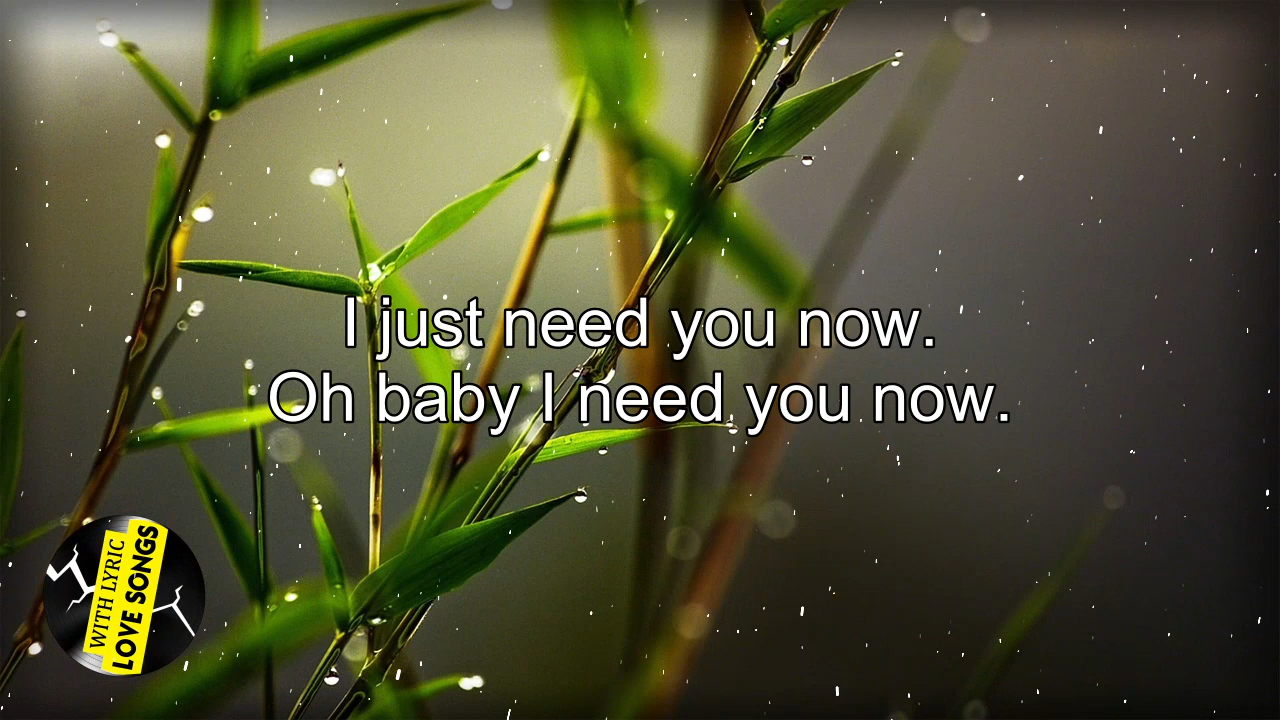 I just need you now.
Oh baby I need you now.
WITH LYRIC
LOVE SONGS